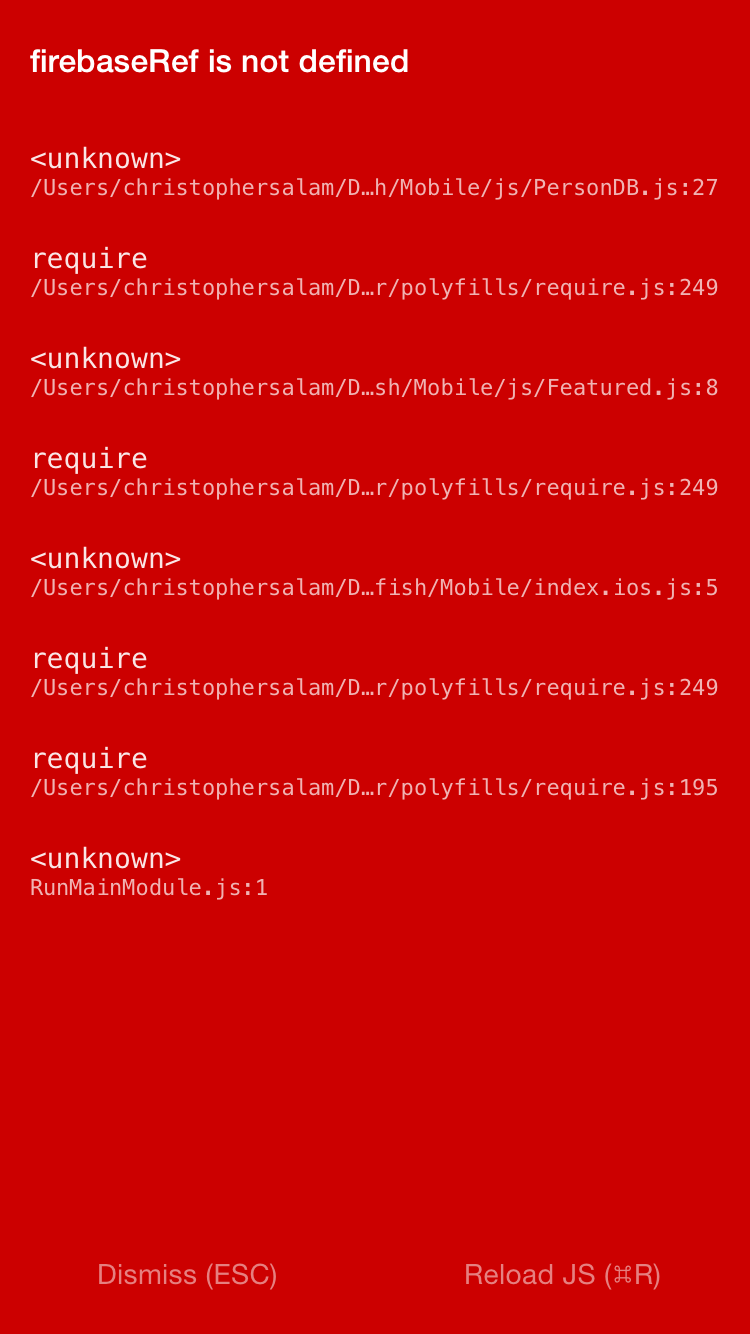 firebaseRef is not defined
<unknown>
/Users/christophersalam/D…h/Mobile/js/PersonDB.js:27
require
/Users/christophersalam/D…r/polyfills/require.js:249
<unknown>
/Users/christophersalam/D…sh/Mobile/js/Featured.js:8
require
/Users/christophersalam/D…r/polyfills/require.js:249
<unknown>
/Users/christophersalam/D…fish/Mobile/index.ios.js:5
require
/Users/christophersalam/D…r/polyfills/require.js:249
require
/Users/christophersalam/D…r/polyfills/require.js:195
<unknown>
RunMainModule.js:1
Dismiss (ESC) Reload JS (⌘R)